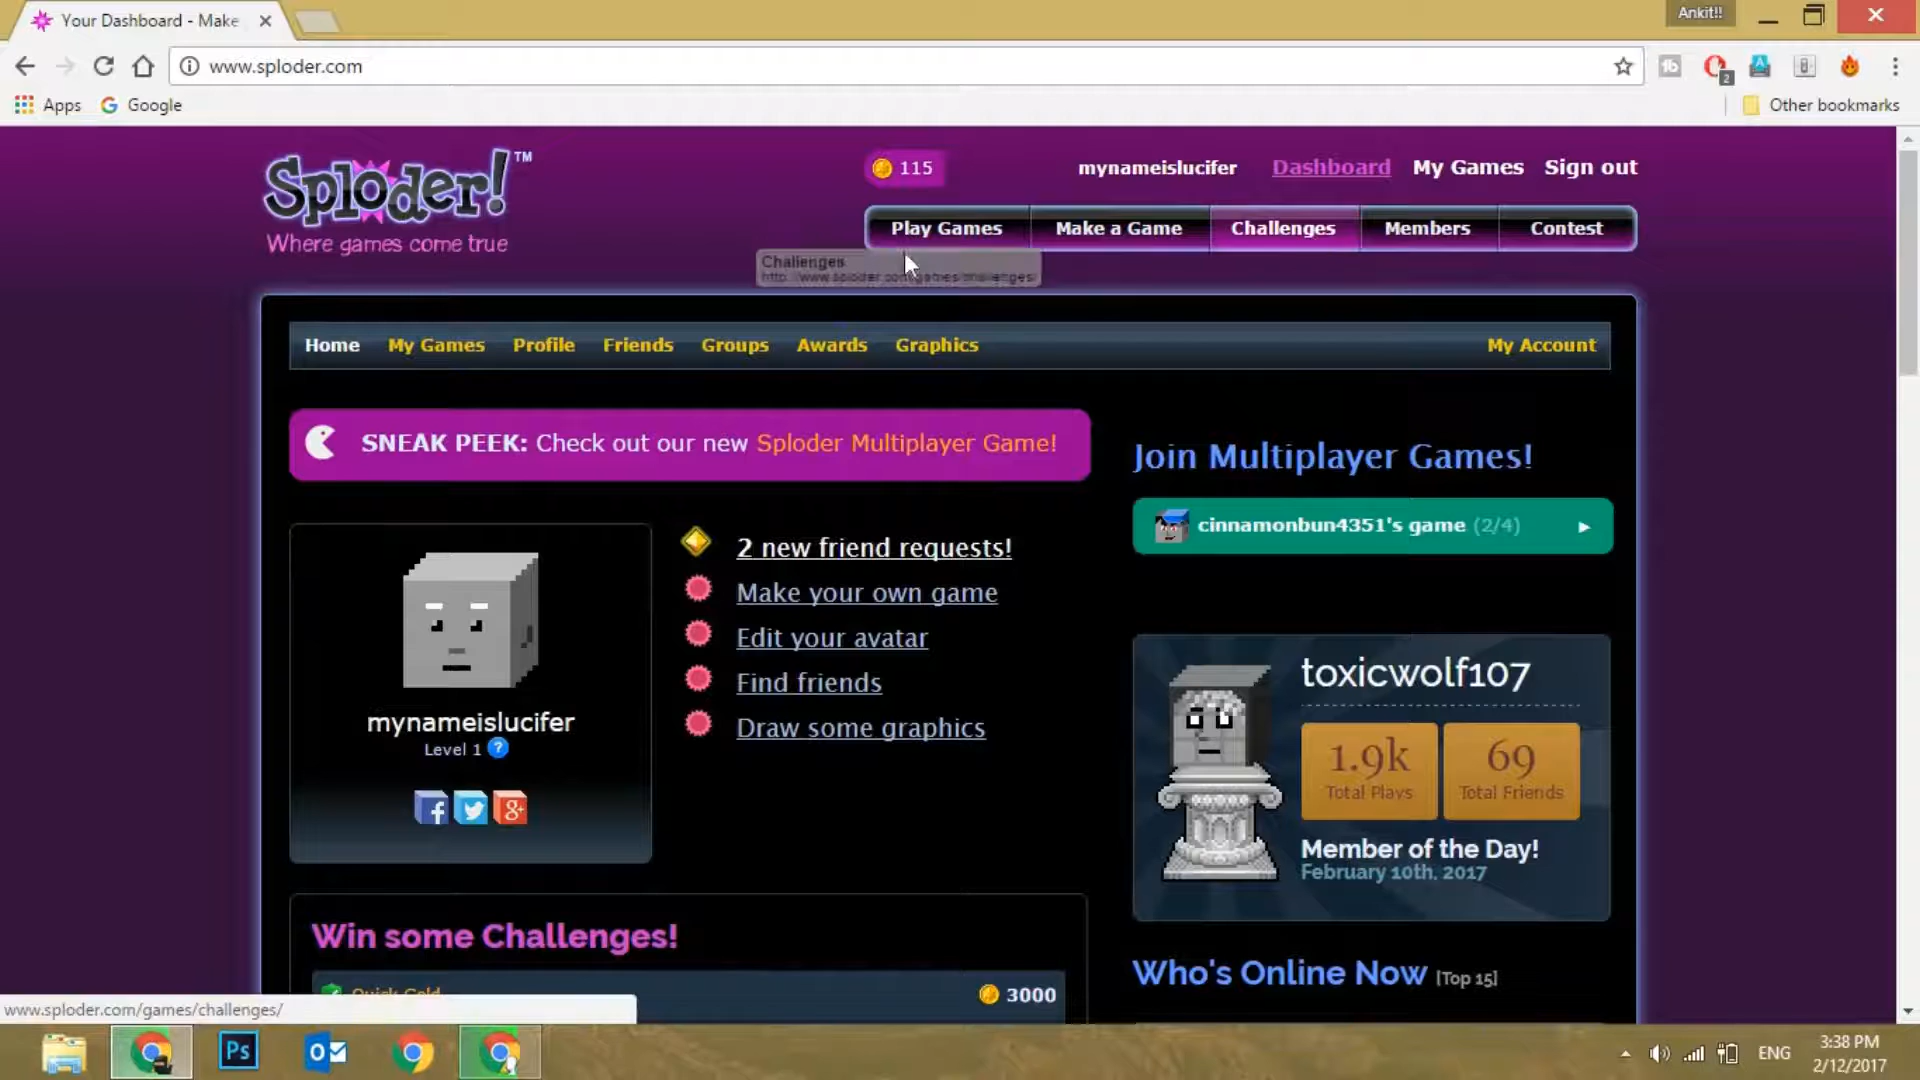 Your Dashboard - Make
Ankit!!
www.sploder.com
Apps
Google
Other bookmarks
Sploder!™
Where games come true
115
mynameislucifer
Dashboard
My Games
Sign out
Play Games
Make a Game
Challenges
Members
Contest
Challenges
http://www.sploder.com/games/challenges/
Home
My Games
Profile
Friends
Groups
Awards
Graphics
My Account
SNEAK PEEK: Check out our new Sploder Multiplayer Game!
Join Multiplayer Games!
cinnamonbun4351's game (2/4)
2 new friend requests!
Make your own game
Edit your avatar
Find friends
Draw some graphics
mynameislucifer
Level 1 ?
toxicwolf107
1.9k
Total Plays
69
Total Friends
Member of the Day!
February 10th, 2017
Win some Challenges!
Quick Gold
3000
Who's Online Now [Top 15]
www.sploder.com/games/challenges/
ENG
3:38 PM
2/12/2017